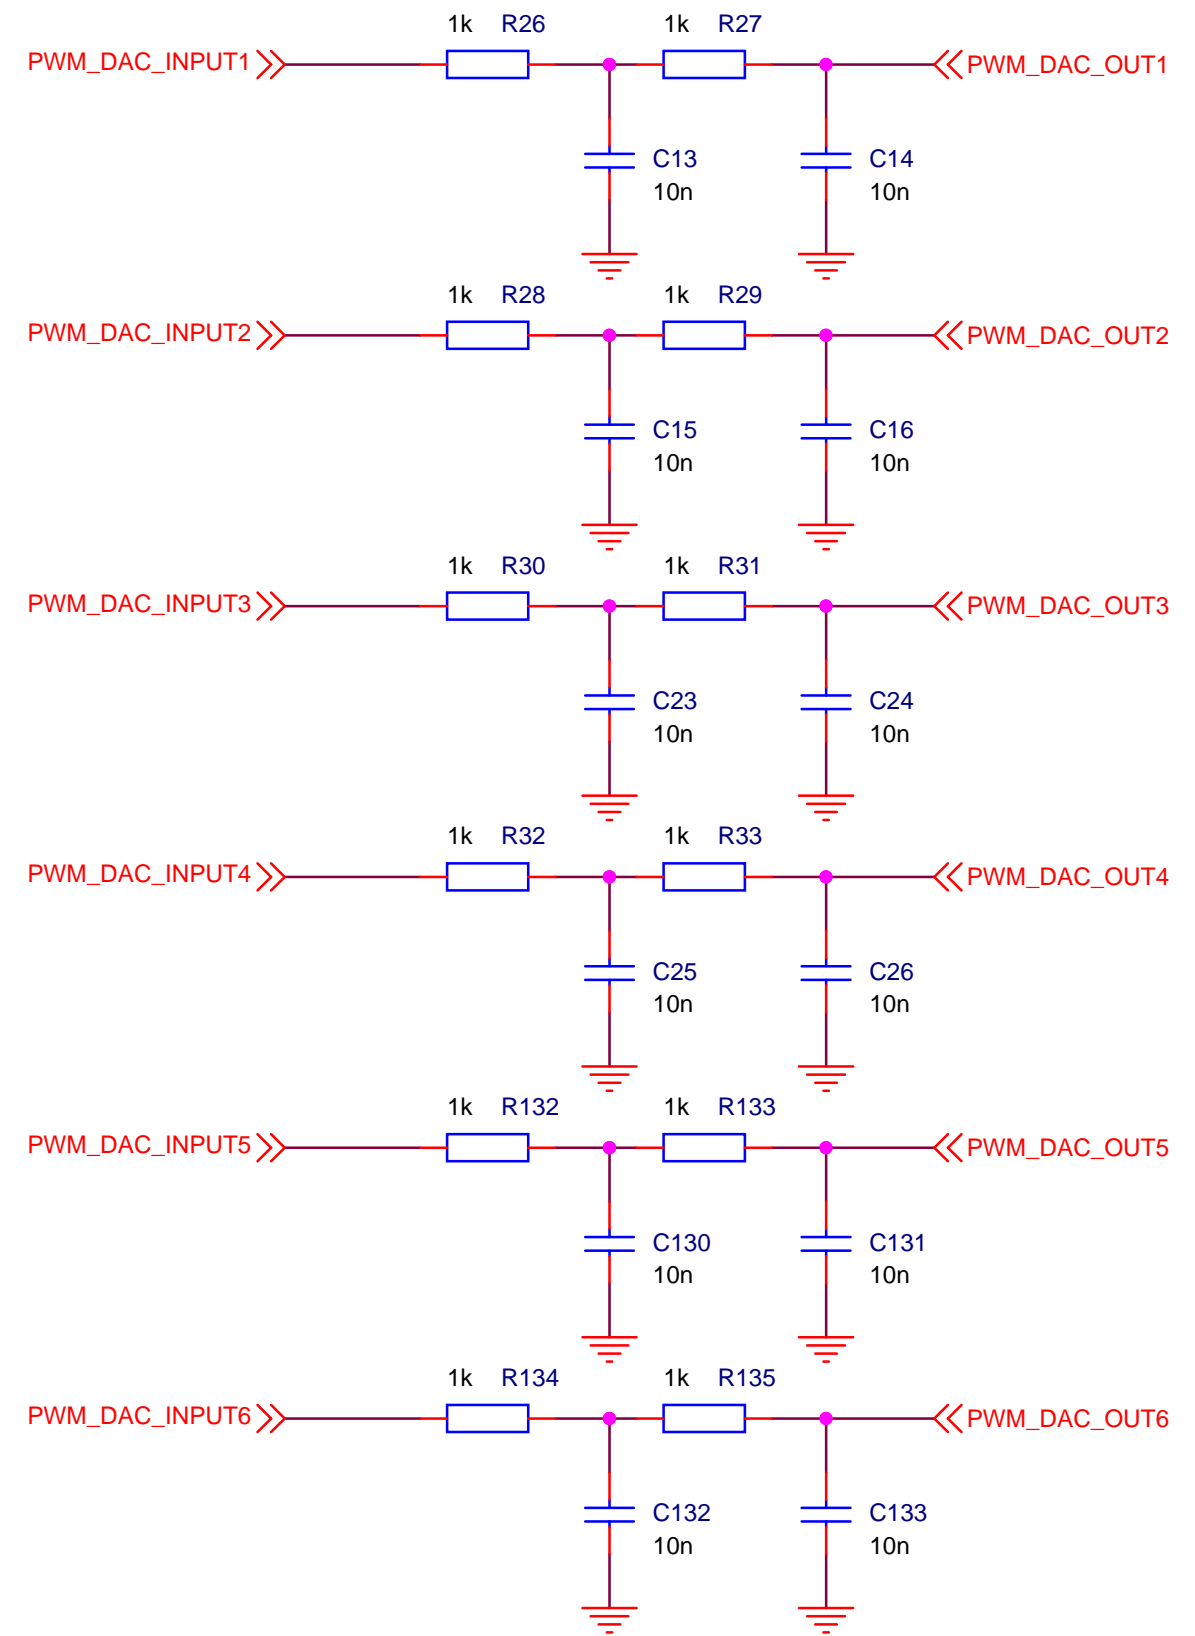 1k R26 1k R27
PWM_DAC_INPUT1 PWM_DAC_OUT1
C13 C14
10n 10n
1k R28 1k R29
PWM_DAC_INPUT2 PWM_DAC_OUT2
C15 C16
10n 10n
1k R30 1k R31
PWM_DAC_INPUT3 PWM_DAC_OUT3
C23 C24
10n 10n
1k R32 1k R33
PWM_DAC_INPUT4 PWM_DAC_OUT4
C25 C26
10n 10n
1k R132 1k R133
PWM_DAC_INPUT5 PWM_DAC_OUT5
C130 C131
10n 10n
1k R134 1k R135
PWM_DAC_INPUT6 PWM_DAC_OUT6
C132 C133
10n 10n